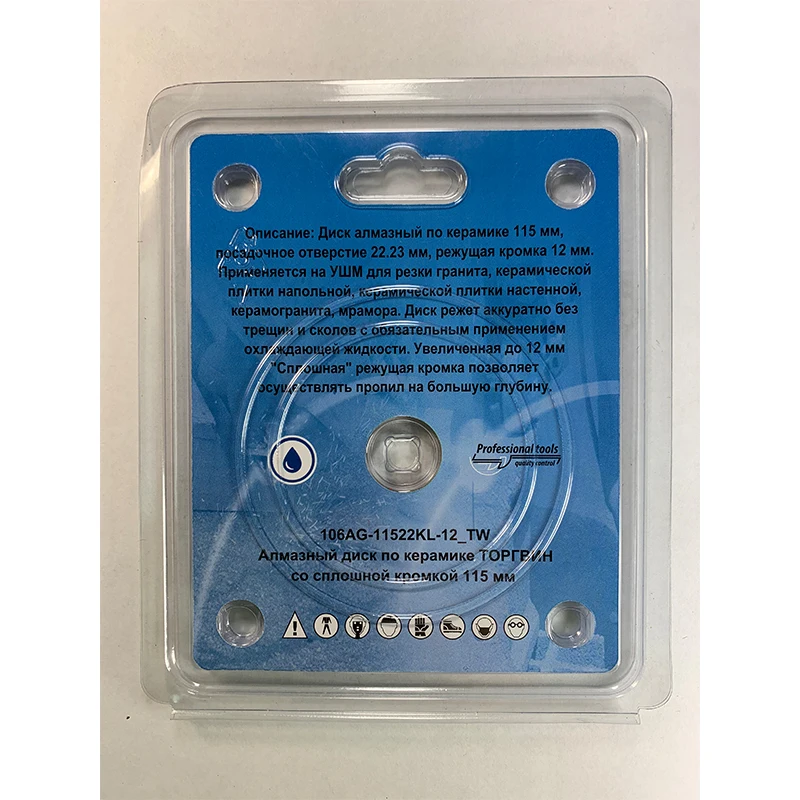 Описание: Диск алмазный по керамике 115 мм,
посадочное отверстие 22.23 мм, режущая кромка 12 мм.
Применяется на УШМ для резки гранита, керамической
плитки напольной, керамической плитки настенной,
керамогранита, мрамора. Диск режет аккуратно без
трещин и сколов с обязательным применением
охлаждающей жидкости. Увеличенная до 12 мм
"Сплошная" режущая кромка позволяет
осуществлять пропил на большую глубину.
Professional tools
quality control
106AG-11522KL-12_TW
Алмазный диск по керамике ТОРГВИН
со сплошной кромкой 115 мм